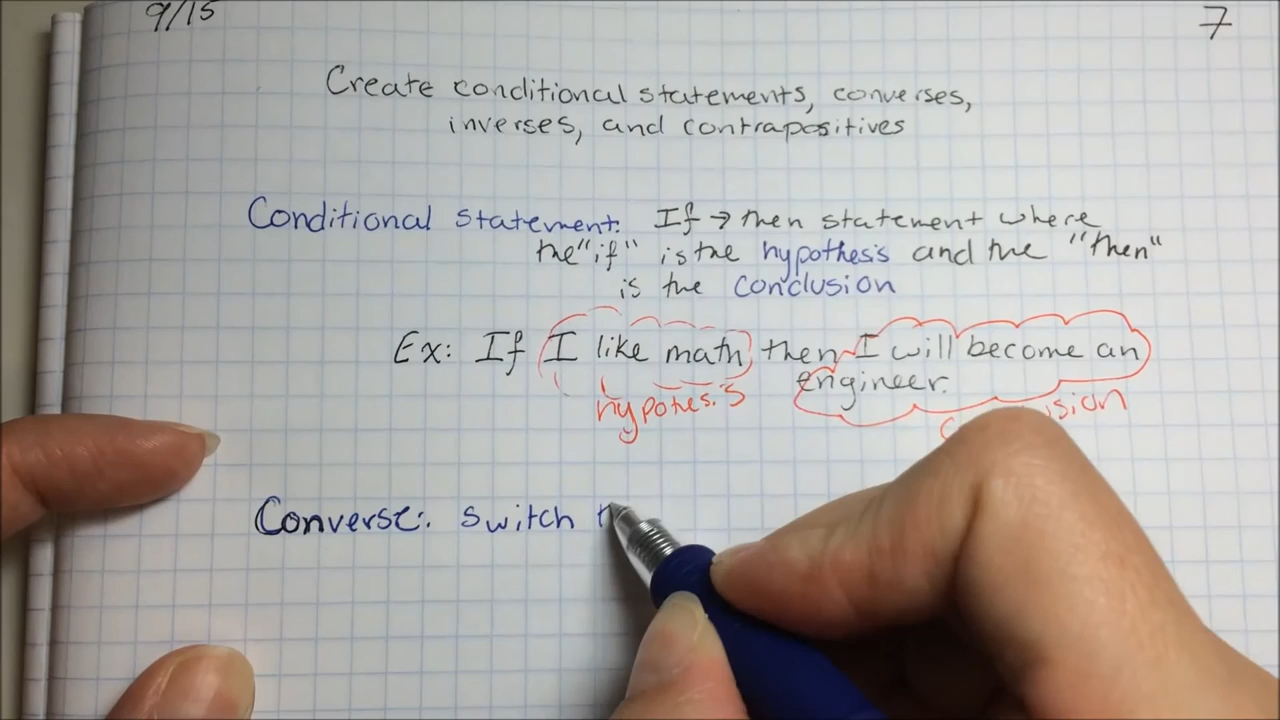 9/15
7
Create conditional statements, converses,
inverses, and contrapositives
Conditional statement: If → then statement where
the "if" is the hypothesis and the "then"
is the conclusion
Ex: If I like math then I will become an
engineer.
hypothesis
Converse: switch